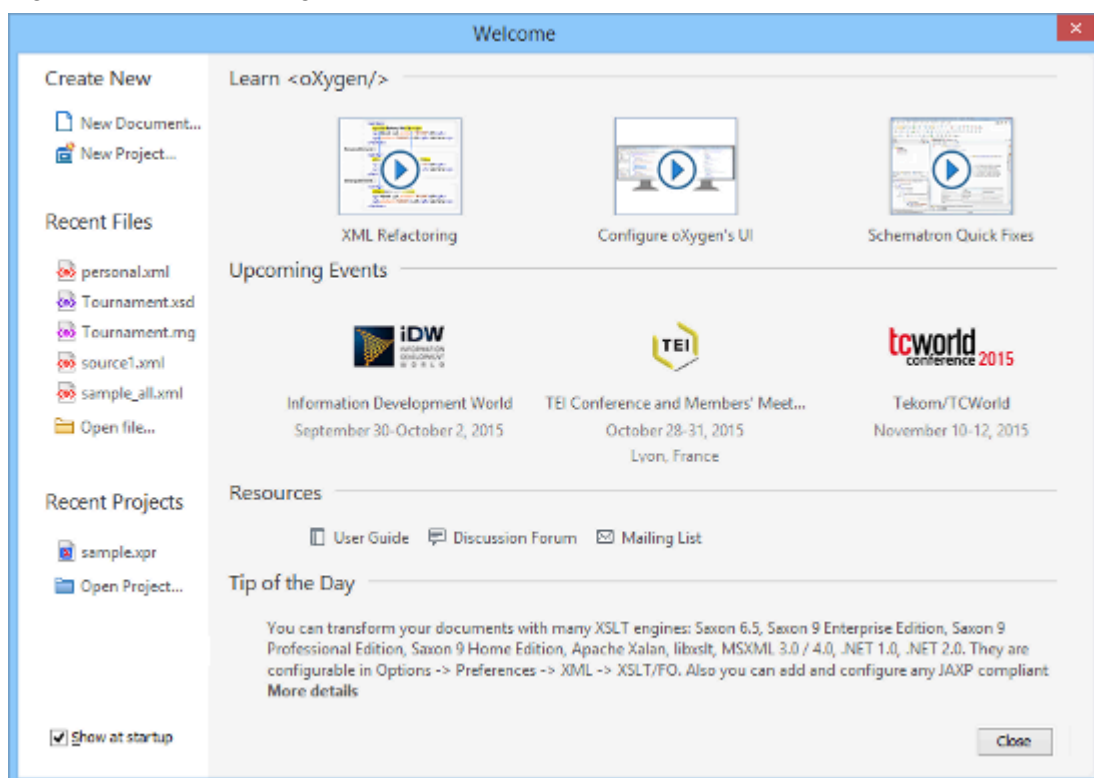 Welcome
Create New
New Document...
New Project...
Recent Files
personal.xml
Tournament.xsd
Tournament.rng
source1.xml
sample_all.xml
Open file...
Recent Projects
sample.xpr
Open Project...
Show at startup
Learn <oXygen/>
XML Refactoring
Configure oXygen's UI
Schematron Quick Fixes
Upcoming Events
iDW
INFORMATION
DEVELOPMENT
WORLD
TEI
tcworld
conference 2015
Information Development World
TEI Conference and Members' Meet...
Tekom/TCWorld
September 30-October 2, 2015
October 28-31, 2015
November 10-12, 2015
Lyon, France
Resources
User Guide
Discussion Forum
Mailing List
Tip of the Day
You can transform your documents with many XSLT engines: Saxon 6.5, Saxon 9 Enterprise Edition, Saxon 9
Professional Edition, Saxon 9 Home Edition, Apache Xalan, libxslt, MSXML 3.0 / 4.0, .NET 1.0, .NET 2.0. They are
configurable in Options -> Preferences -> XML -> XSLT/FO. Also you can add and configure any JAXP compliant
More details
Close